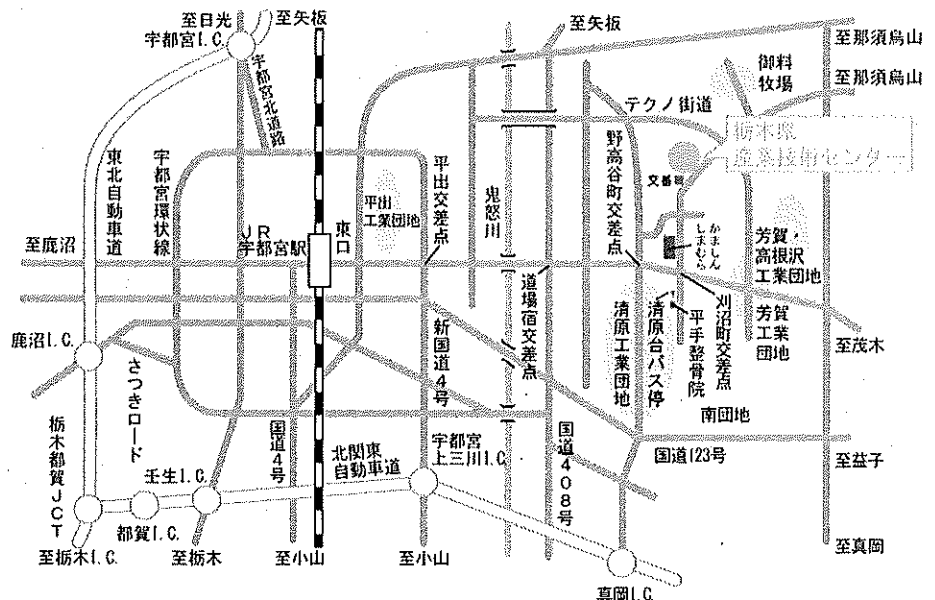 至日光
至矢板
宇都宮I.C.
至矢板
至那須烏山
御料
牧場
至那須烏山
宇都宮北道路
テクノ街道
栃木県
産業技術センター
東北自動車道
宇都宮環状線
平出
工業団地
平出交差点
鬼怒川
野高谷町交差点
交番
至鹿沼
JR
宇都宮駅
東口
かましん
しまむら
芳賀
高根沢
工業団地
道場宿交差点
清原工業団地
清原台バス停
平手整骨院
刈沼町交差点
芳賀
工業
団地
鹿沼I.C.
さつきロード
新国道4号
至茂木
南団地
栃木都賀JCT
国道4号
北関東
自動車道
宇都宮
上三川I.C.
国道408号
国道123号
壬生I.C.
至益子
都賀I.C.
至栃木I.C.
至栃木
至小山
至小山
至真岡
真岡I.C.